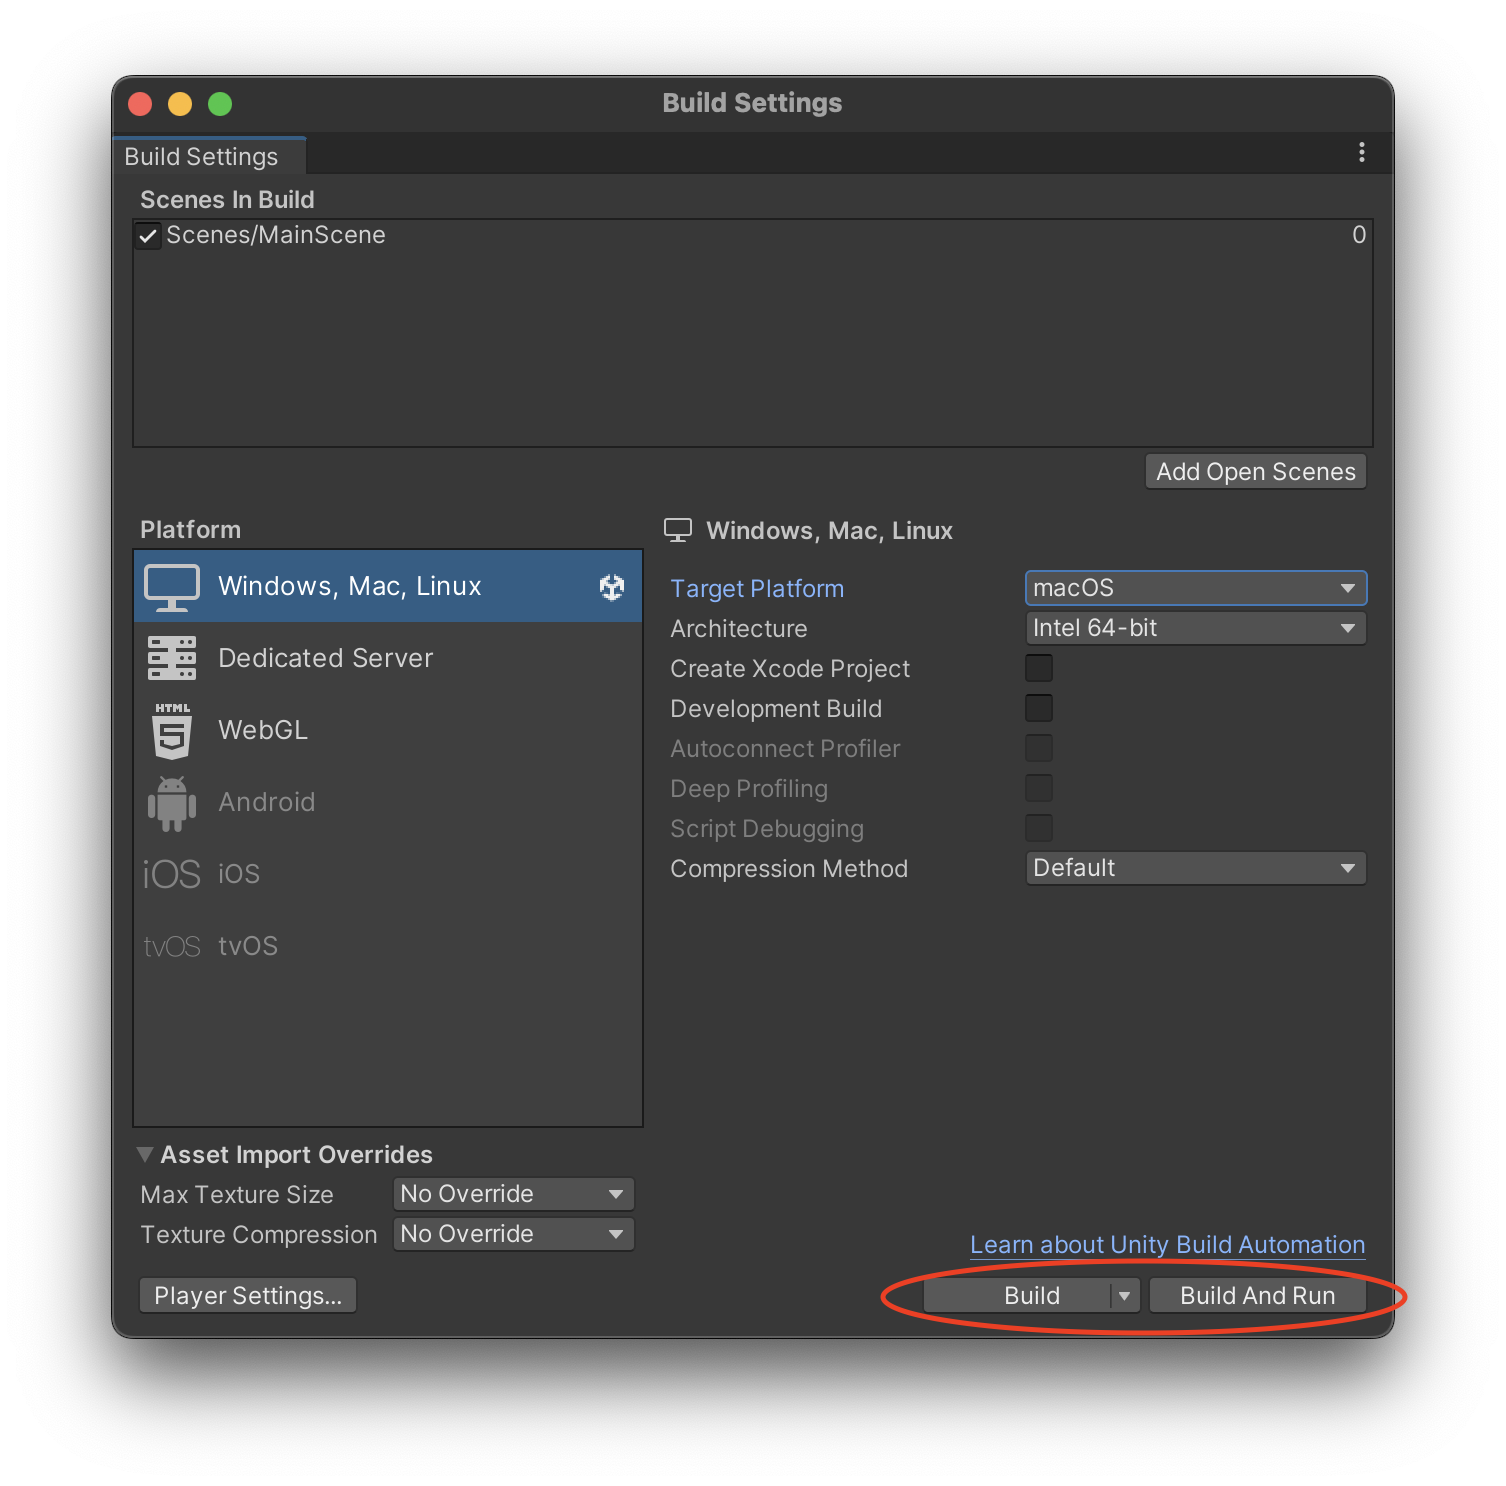 Build Settings
Build Settings
Scenes In Build
Scenes/MainScene 0
Add Open Scenes
Platform
Windows, Mac, Linux
Dedicated Server
HTML 5 WebGL
Android
iOS iOS
tvOS tvOS
Windows, Mac, Linux
Target Platform macOS
Architecture Intel 64-bit
Create Xcode Project
Development Build
Autoconnect Profiler
Deep Profiling
Script Debugging
Compression Method Default
Asset Import Overrides
Max Texture Size No Override
Texture Compression No Override
Learn about Unity Build Automation
Player Settings... Build Build And Run